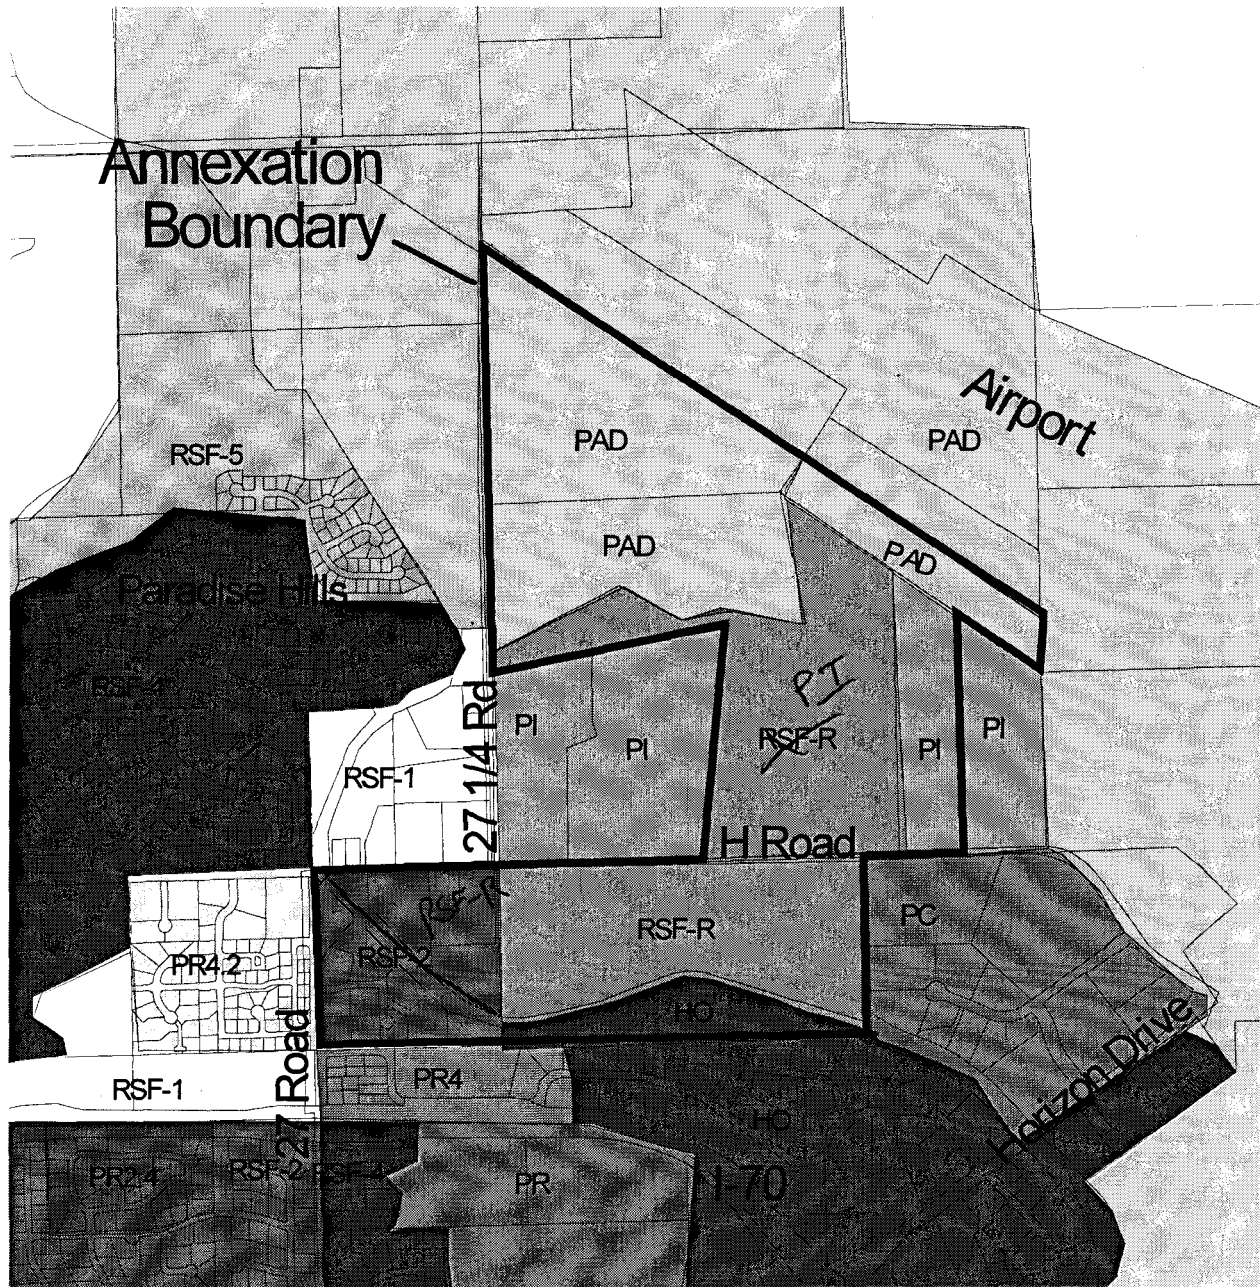 Annexation
Boundary
Airport
PAD
PAD
RSF-5
PAD
PAD
Paradise Hills
RSF-4
PI
27 1/4 Rd
PI
PI
RSF-R
PI
PI
RSF-1
H Road
RSF-R
PC
RSF-R
RSF-2
PR4.2
HO
27 Road
PR4
RSF-1
HO
Horizon Drive
PR2.4
RSF-2
RSF-4
PR
I-70